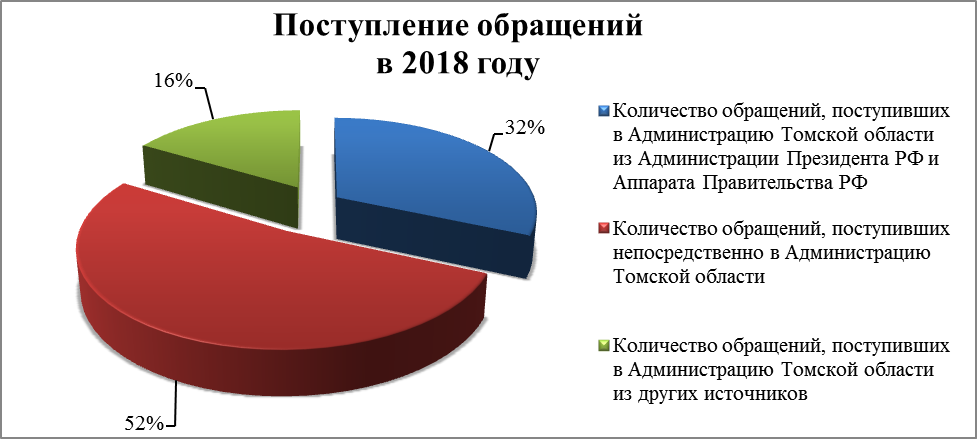 Поступление обращений
в 2018 году
16%
32%
52%
Количество обращений, поступивших
в Администрацию Томской области
из Администрации Президента РФ и
Аппарата Правительства РФ
Количество обращений, поступивших
непосредственно в Администрацию
Томской области
Количество обращений, поступивших
в Администрацию Томской области
из других источников